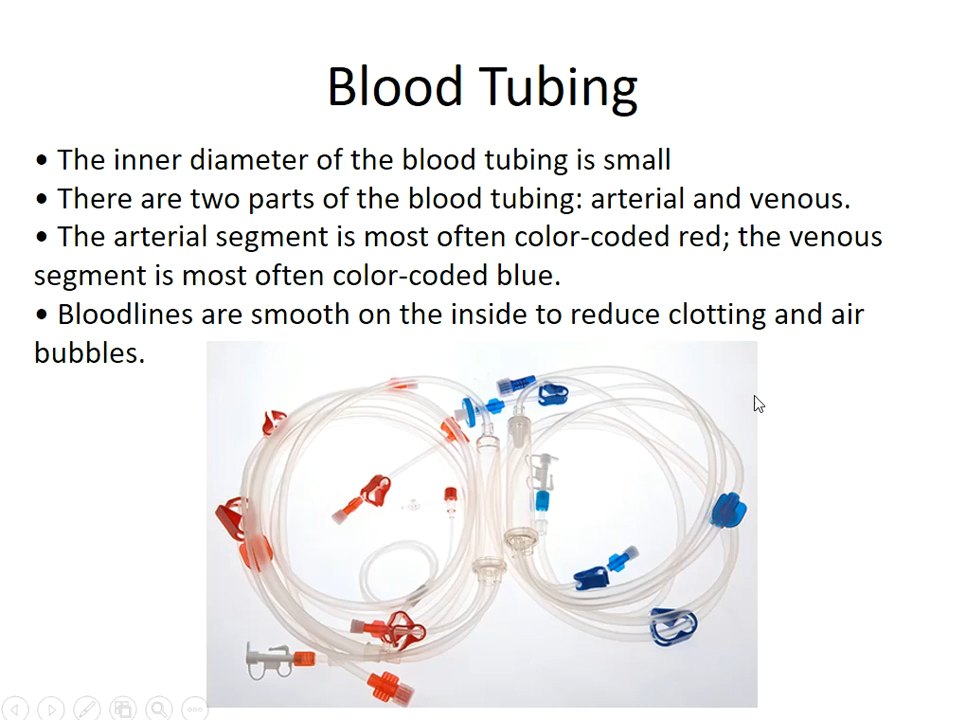 Blood Tubing
• The inner diameter of the blood tubing is small
• There are two parts of the blood tubing: arterial and venous.
• The arterial segment is most often color-coded red; the venous
segment is most often color-coded blue.
• Bloodlines are smooth on the inside to reduce clotting and air
bubbles.